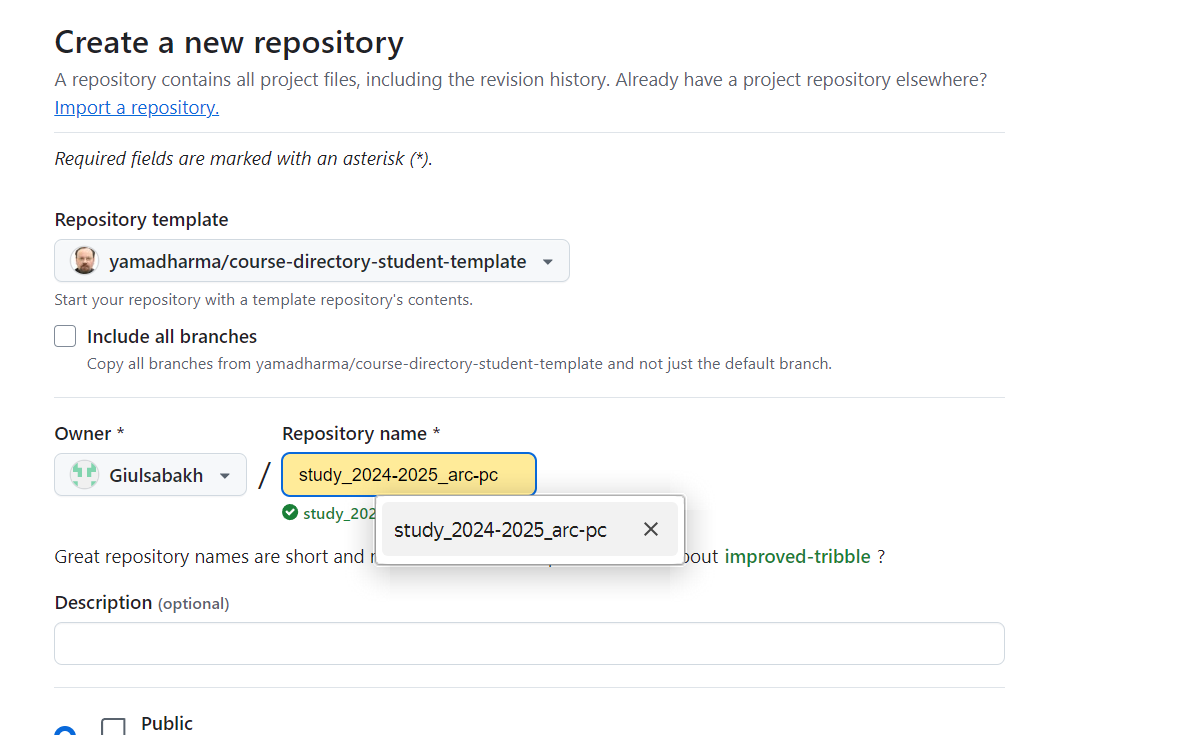 Create a new repository
A repository contains all project files, including the revision history. Already have a project repository elsewhere?
Import a repository.
Required fields are marked with an asterisk (*).
Repository template
yamadharma/course-directory-student-template
Start your repository with a template repository's contents.
Include all branches
Copy all branches from yamadharma/course-directory-student-template and not just the default branch.
Owner * Repository name *
Giulsabakh / study_2024-2025_arc-pc
study_202
study_2024-2025_arc-pc
Great repository names are short and improved-tribble ?
Description (optional)
Public